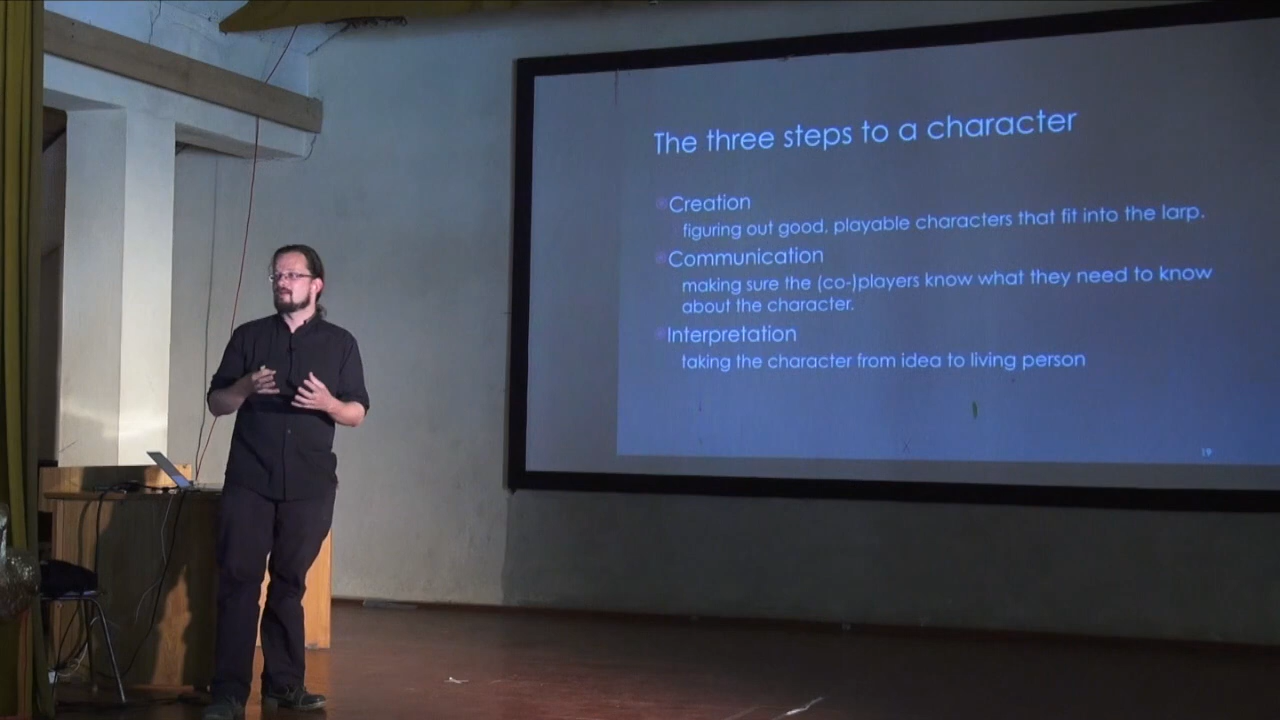 The three steps to a character
Creation
figuring out good, playable characters that fit into the larp.
Communication
making sure the (co-)players know what they need to know
about the character.
Interpretation
taking the character from idea to living person
19